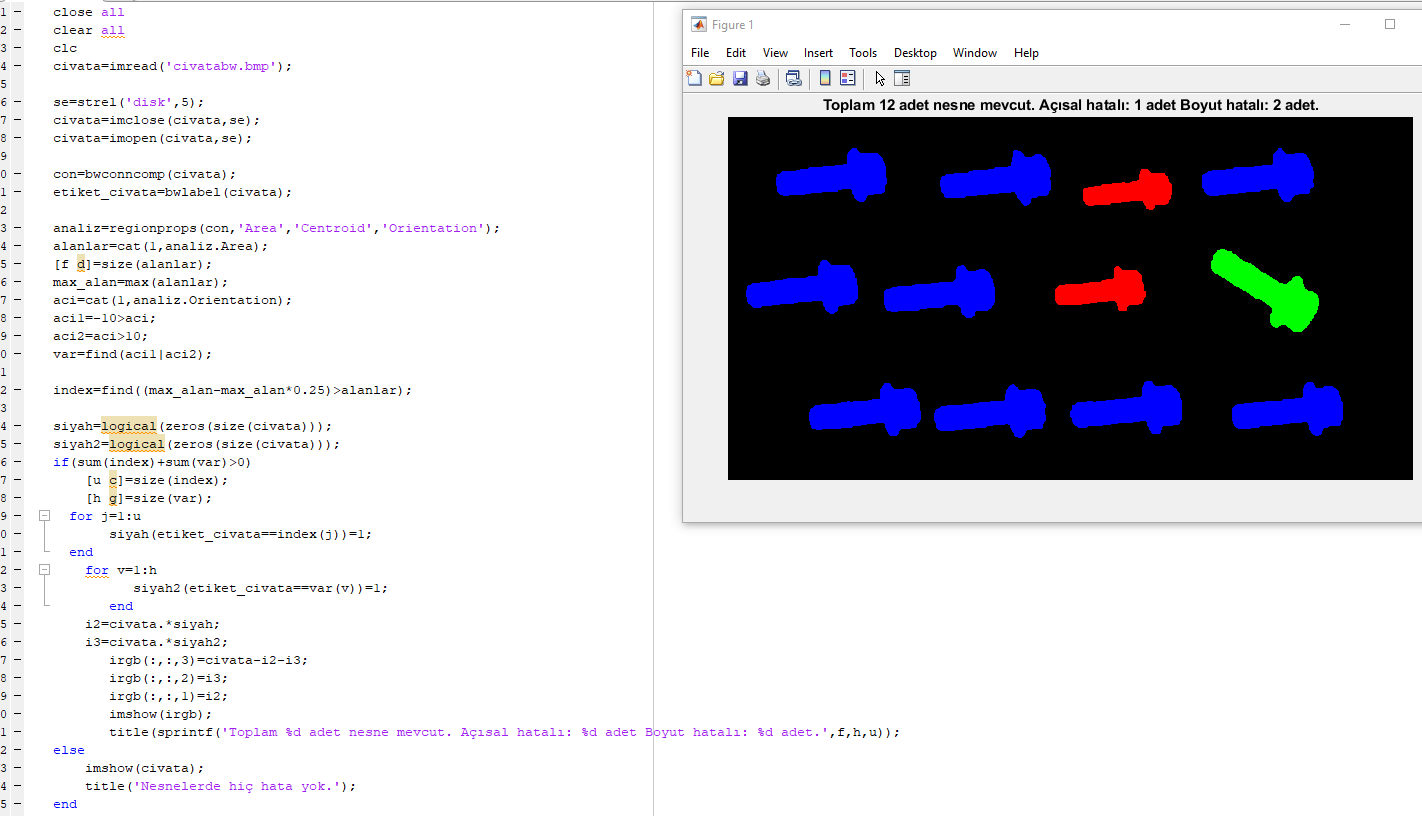 1 - close all
2 - clear all
3 - clc
4 - civata=imread('civatabw.bmp');
5
6 - se=strel('disk',5);
7 - civata=imclose(civata,se);
8 - civata=imopen(civata,se);
9
0 - con=bwconncomp(civata);
1 - etiket_civata=bwlabel(civata);
2
3 - analiz=regionprops(con,'Area','Centroid','Orientation');
4 - alanlar=cat(1,analiz.Area);
5 - [f d]=size(alanlar);
6 - max_alan=max(alanlar);
7 - aci=cat(1,analiz.Orientation);
8 - aci1=-10>aci;
9 - aci2=aci>10;
0 - var=find(aci1|aci2);
1
2 - index=find((max_alan-max_alan*0.25)>alanlar);
3
4 - siyah=logical(zeros(size(civata)));
5 - siyah2=logical(zeros(size(civata)));
6 - if(sum(index)+sum(var)>0)
7 - [u c]=size(index);
8 - [h g]=size(var);
9 - for j=1:u
0 - siyah(etiket_civata==index(j))=1;
1 - end
2 - for v=1:h
3 - siyah2(etiket_civata==var(v))=1;
4 - end
5 - i2=civata.*siyah;
6 - i3=civata.*siyah2;
7 - irgb(:,:,3)=civata-i2-i3;
8 - irgb(:,:,2)=i3;
9 - irgb(:,:,1)=i2;
0 - imshow(irgb);
1 - title(sprintf('Toplam %d adet nesne mevcut. Açısal hatalı: %d adet Boyut hatalı: %d adet.',f,h,u));
2 - else
3 - imshow(civata);
4 - title('Nesnelerde hiç hata yok.');
5 - end
Figure 1
File Edit View Insert Tools Desktop Window Help
Toplam 12 adet nesne mevcut. Açısal hatalı: 1 adet Boyut hatalı: 2 adet.